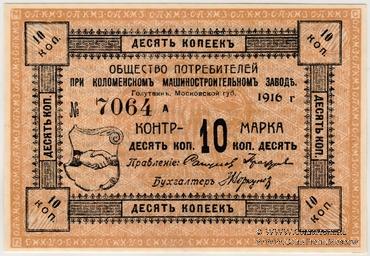 10 КОП.
ДЕСЯТЬ КОПЕЕКЪ
10 КОП.
ОБЩЕСТВО ПОТРЕБИТЕЛЕЙ
ПРИ КОЛОМЕНСКОМЪ МАШИНОСТРОИТЕЛЬНОМЪ ЗАВОДѢ.
Голутвинъ, Московской губ.
№ 7064 А
1916 г
КОНТР- 10 МАРКА
ДЕСЯТЬ КОП. КОП. ДЕСЯТЬ
Правленіе:
Бухгалтеръ
ДЕСЯТЬ КОП.
ДЕСЯТЬ КОП.
10 КОП.
ДЕСЯТЬ КОПЕЕКЪ
10 КОП.